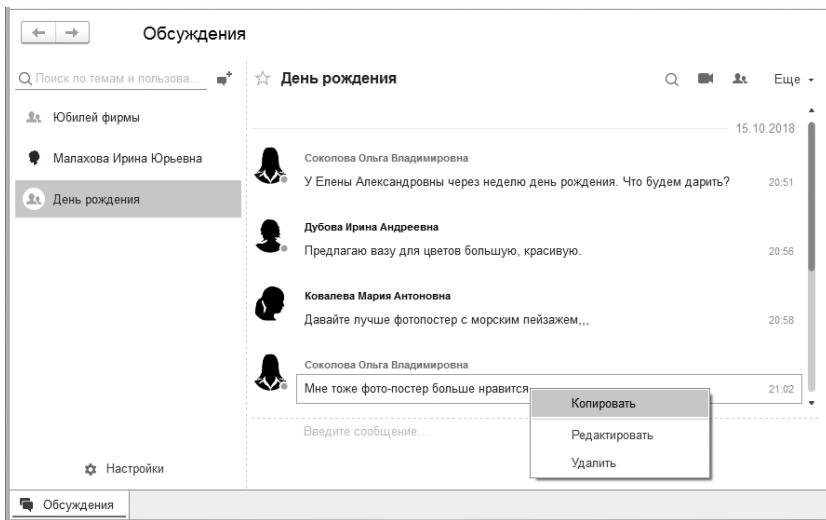 Обсуждения
Поиск по темам и пользова...
Юбилей фирмы
Малахова Ирина Юрьевна
День рождения
Настройки
День рождения
Еще
15.10.2018
Соколова Ольга Владимировна
У Елены Александровны через неделю день рождения. Что будем дарить? 20:51
Дубова Ирина Андреевна
Предлагаю вазу для цветов большую, красивую. 20:56
Ковалева Мария Антоновна
Давайте лучше фотопостер с морским пейзажем,,, 20:58
Соколова Ольга Владимировна
Мне тоже фото-постер больше нравится 21:02
Копировать
Редактировать
Удалить
Введите сообщение...
Обсуждения